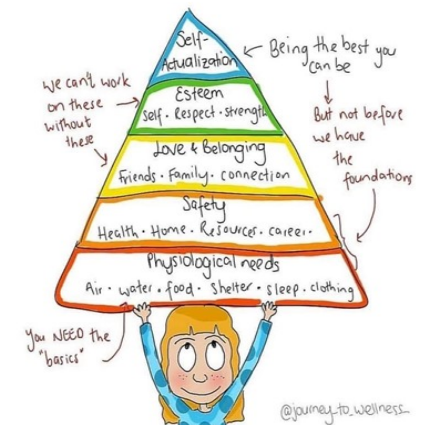 Self-
Actualization
Being the best you
can be
we can't work
on these
without
these
Esteem
Self · Respect · strength
But not before
we have
the
foundations
Love & Belonging
Friends · family · connection
Safety
Health · Home · Resources · career ·
Physiological needs
Air · water · food · Shelter · sleep · clothing
You NEED the
"basics"
@journey_to_wellness_